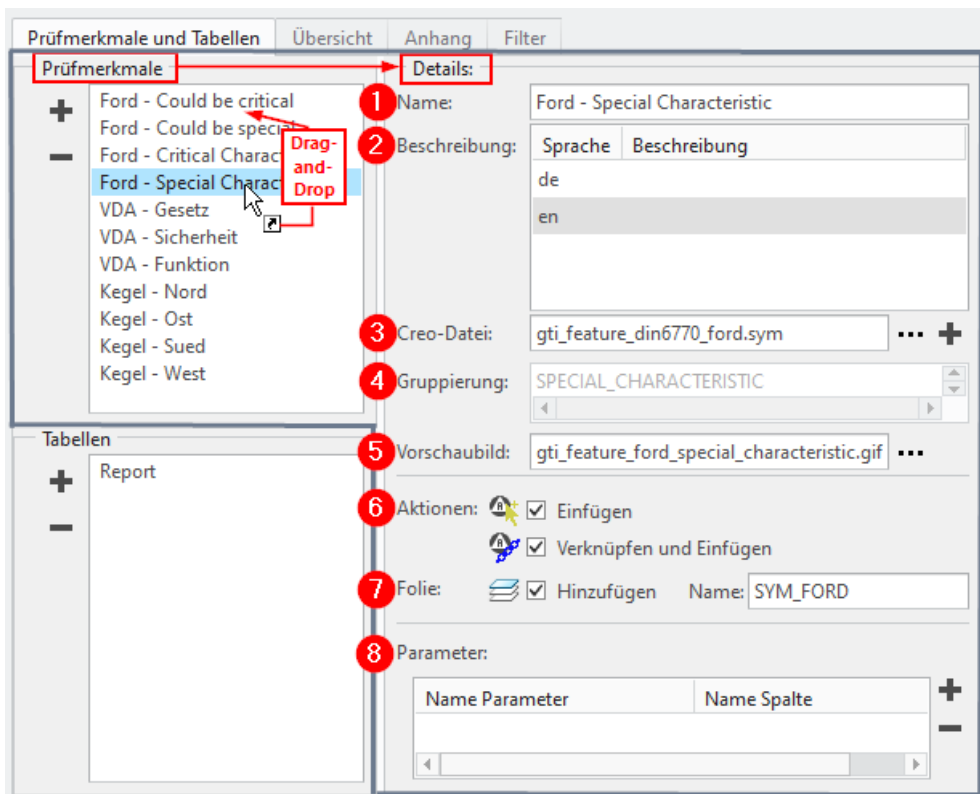 Prüfmerkmale und Tabellen Übersicht Anhang Filter
Prüfmerkmale
Ford - Could be critical
Ford - Could be special
Ford - Critical Charac
Ford - Special Charac
VDA - Gesetz
VDA - Sicherheit
VDA - Funktion
Kegel - Nord
Kegel - Ost
Kegel - Sued
Kegel - West
Drag-
and-
Drop
Tabellen
Report
Details:
1 Name: Ford - Special Characteristic
2 Beschreibung: Sprache Beschreibung
de
en
3 Creo-Datei: gti_feature_din6770_ford.sym
4 Gruppierung: SPECIAL_CHARACTERISTIC
5 Vorschaubild: gti_feature_ford_special_characteristic.gif
6 Aktionen: Einfügen
Verknüpfen und Einfügen
7 Folie: Hinzufügen Name: SYM_FORD
8 Parameter:
Name Parameter Name Spalte